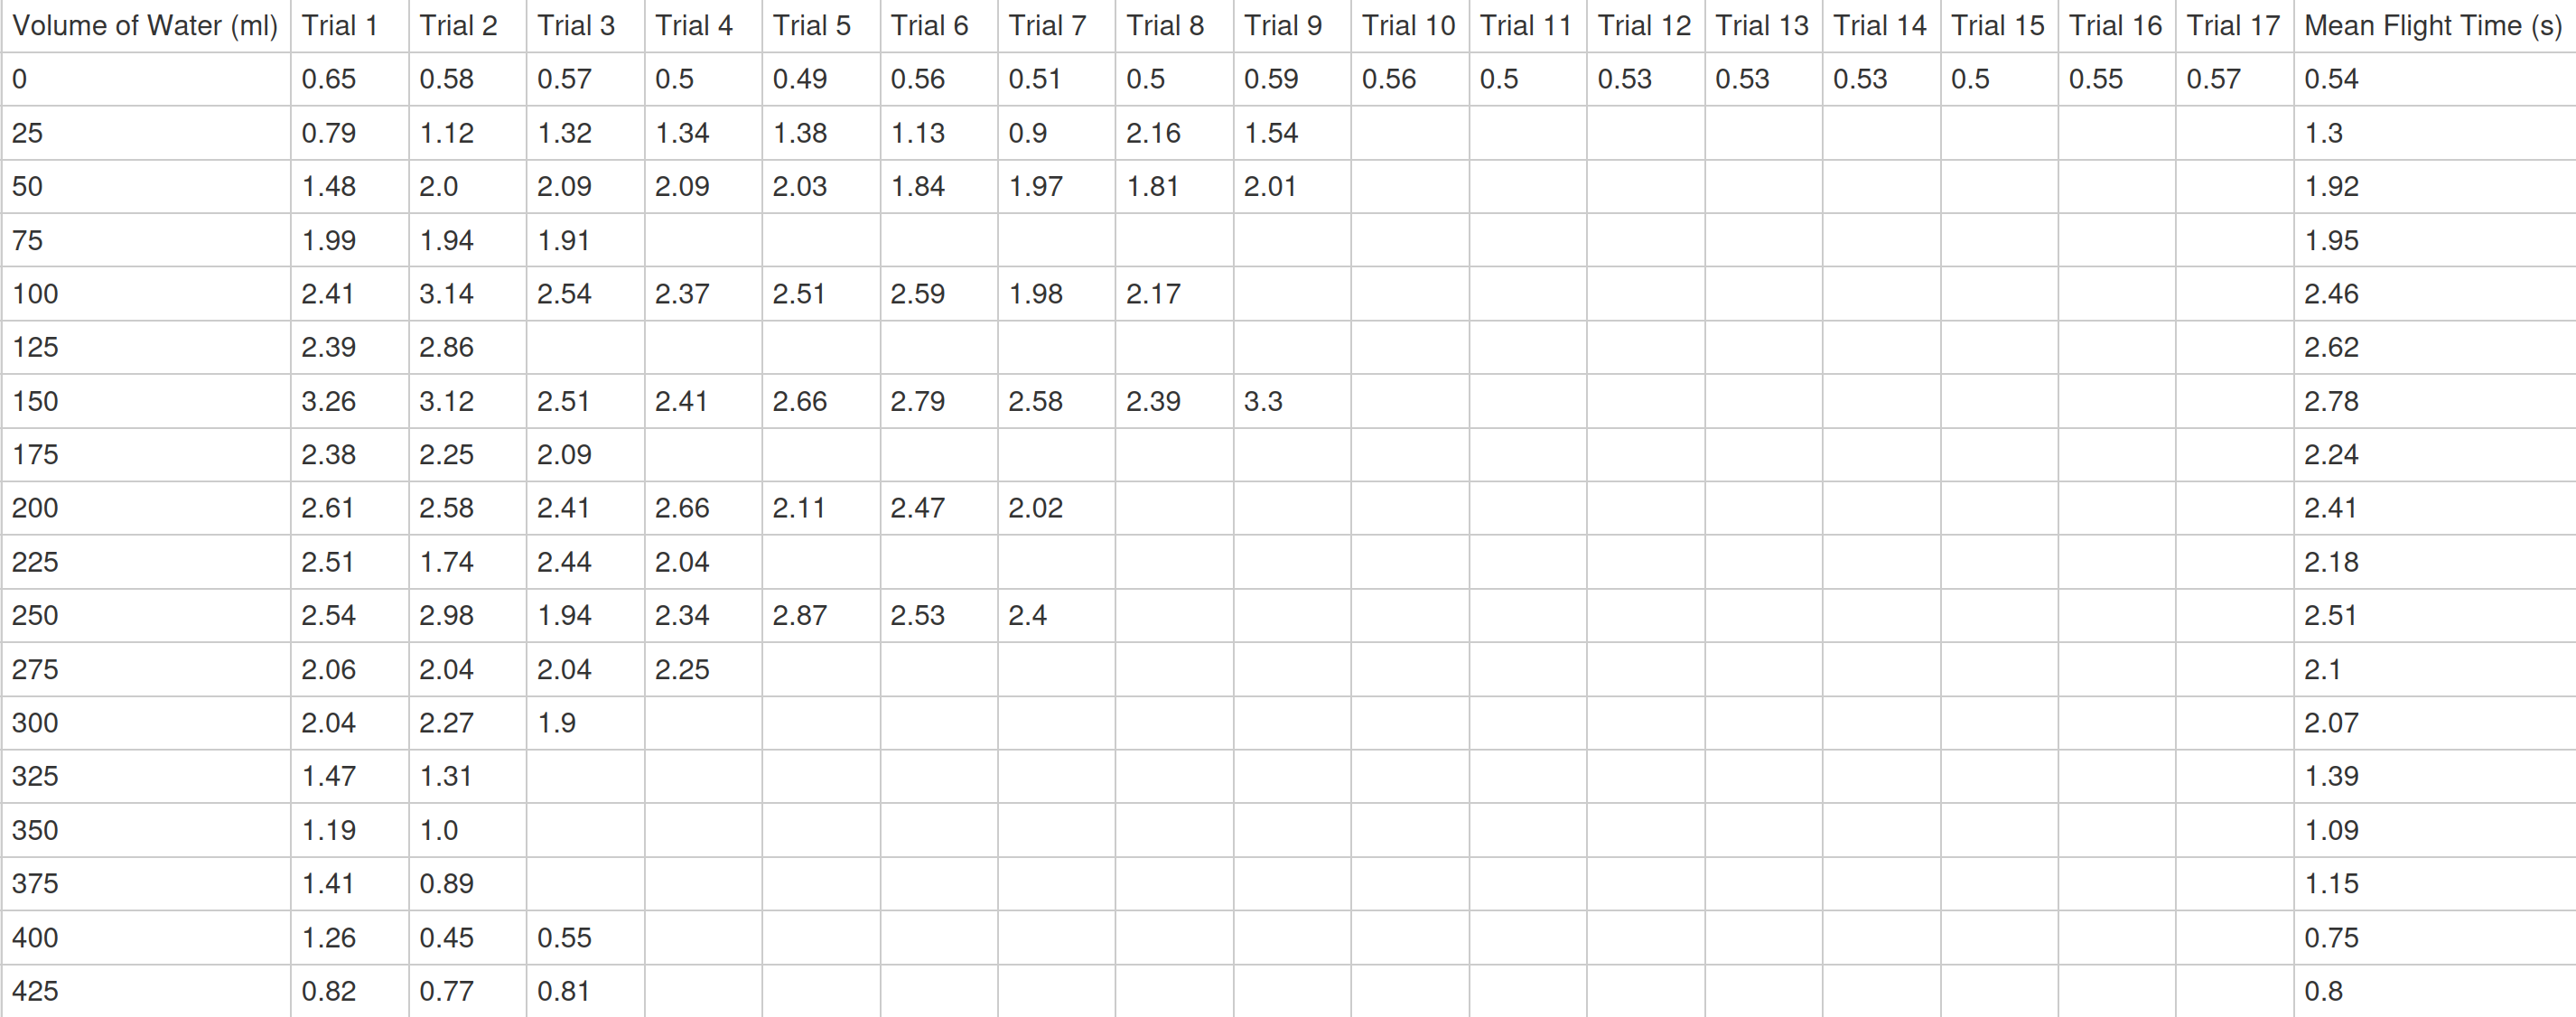 Volume of Water (ml) Trial 1 Trial 2 Trial 3 Trial 4 Trial 5 Trial 6 Trial 7 Trial 8 Trial 9 Trial 10 Trial 11 Trial 12 Trial 13 Trial 14 Trial 15 Trial 16 Trial 17 Mean Flight Time (s)
0 0.65 0.58 0.57 0.5 0.49 0.56 0.51 0.5 0.59 0.56 0.5 0.53 0.53 0.53 0.5 0.55 0.57 0.54
25 0.79 1.12 1.32 1.34 1.38 1.13 0.9 2.16 1.54 1.3
50 1.48 2.0 2.09 2.09 2.03 1.84 1.97 1.81 2.01 1.92
75 1.99 1.94 1.91 1.95
100 2.41 3.14 2.54 2.37 2.51 2.59 1.98 2.17 2.46
125 2.39 2.86 2.62
150 3.26 3.12 2.51 2.41 2.66 2.79 2.58 2.39 3.3 2.78
175 2.38 2.25 2.09 2.24
200 2.61 2.58 2.41 2.66 2.11 2.47 2.02 2.41
225 2.51 1.74 2.44 2.04 2.18
250 2.54 2.98 1.94 2.34 2.87 2.53 2.4 2.51
275 2.06 2.04 2.04 2.25 2.1
300 2.04 2.27 1.9 2.07
325 1.47 1.31 1.39
350 1.19 1.0 1.09
375 1.41 0.89 1.15
400 1.26 0.45 0.55 0.75
425 0.82 0.77 0.81 0.8